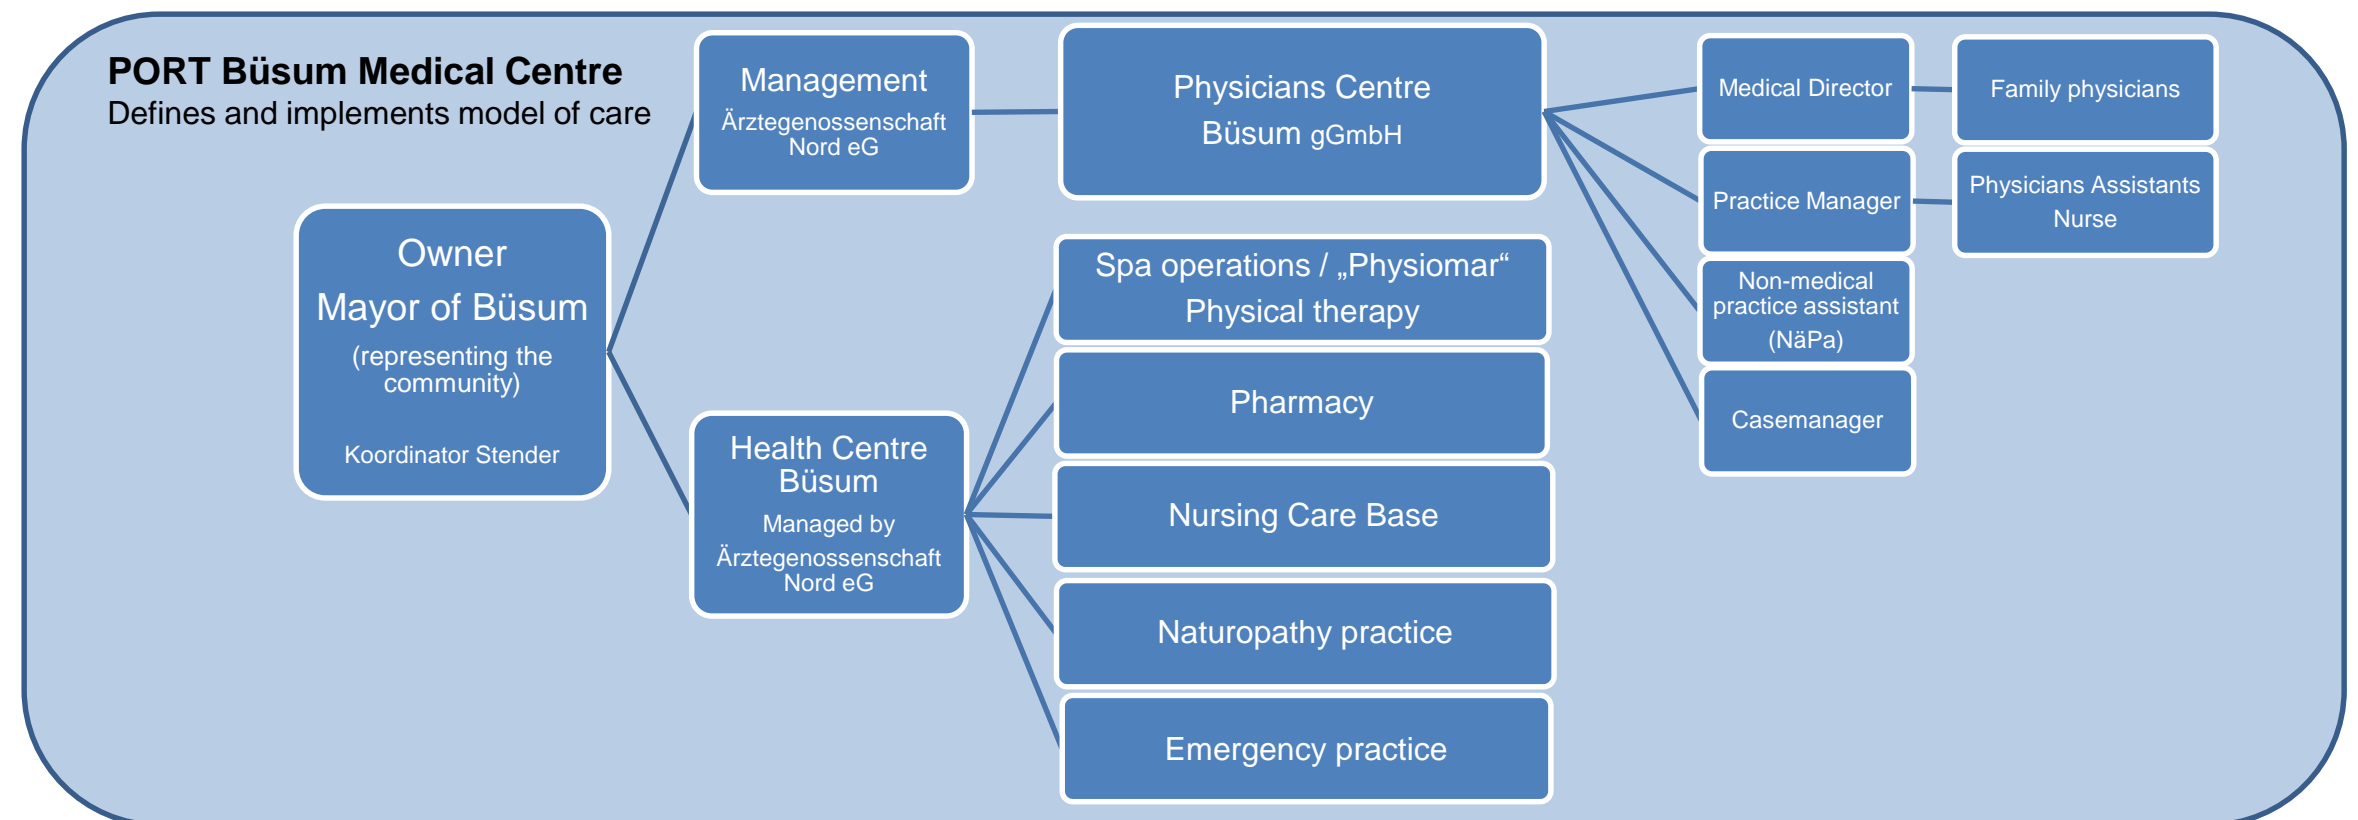 PORT Büsum Medical Centre
Defines and implements model of care
Owner
Mayor of Büsum
(representing the
community)
Koordinator Stender
Management
Ärztegenossenschaft
Nord eG
Health Centre
Büsum
Managed by
Ärztegenossenschaft
Nord eG
Physicians Centre
Büsum gGmbH
Spa operations / „Physiomar“
Physical therapy
Pharmacy
Nursing Care Base
Naturopathy practice
Emergency practice
Medical Director
Practice Manager
Non-medical
practice assistant
(NäPa)
Casemanager
Family physicians
Physicians Assistants
Nurse